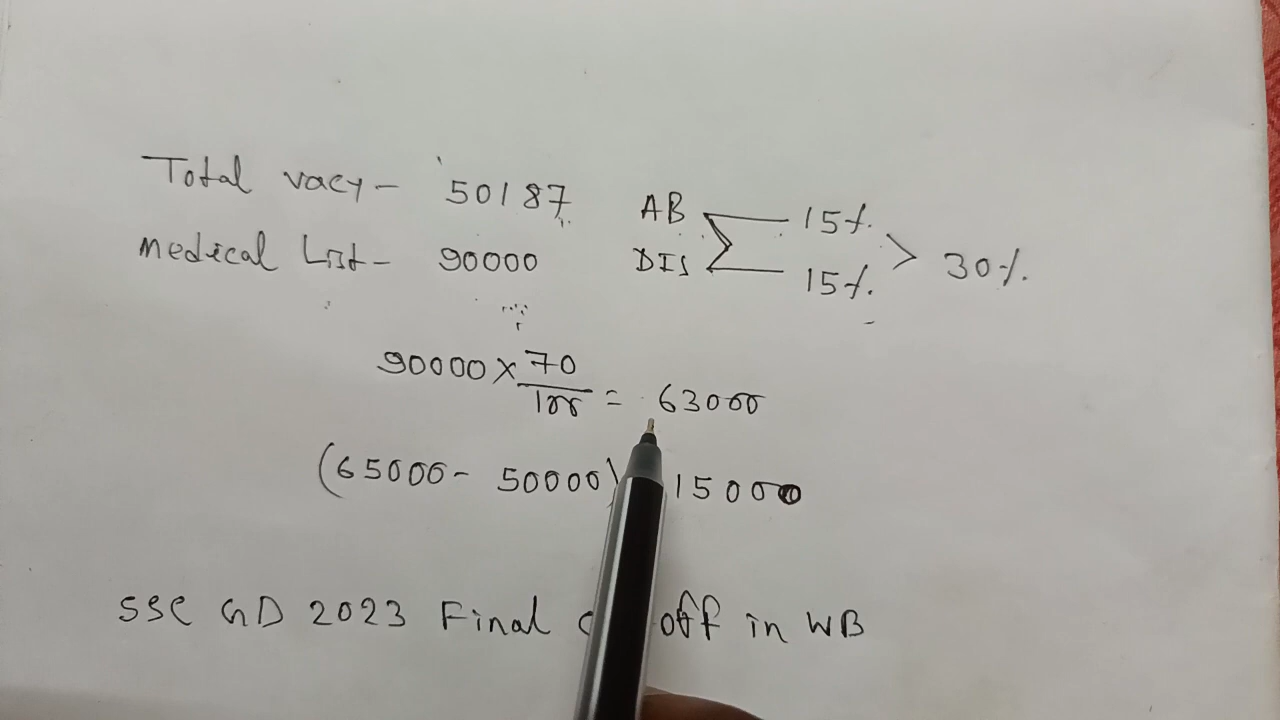 Total vacy - 50187 AB 15%
Medical List - 90000 DIS 15% > 30%
90000 × 70/100 = 63000
(65000 - 50000) 15000
SSC GD 2023 Final off in WB